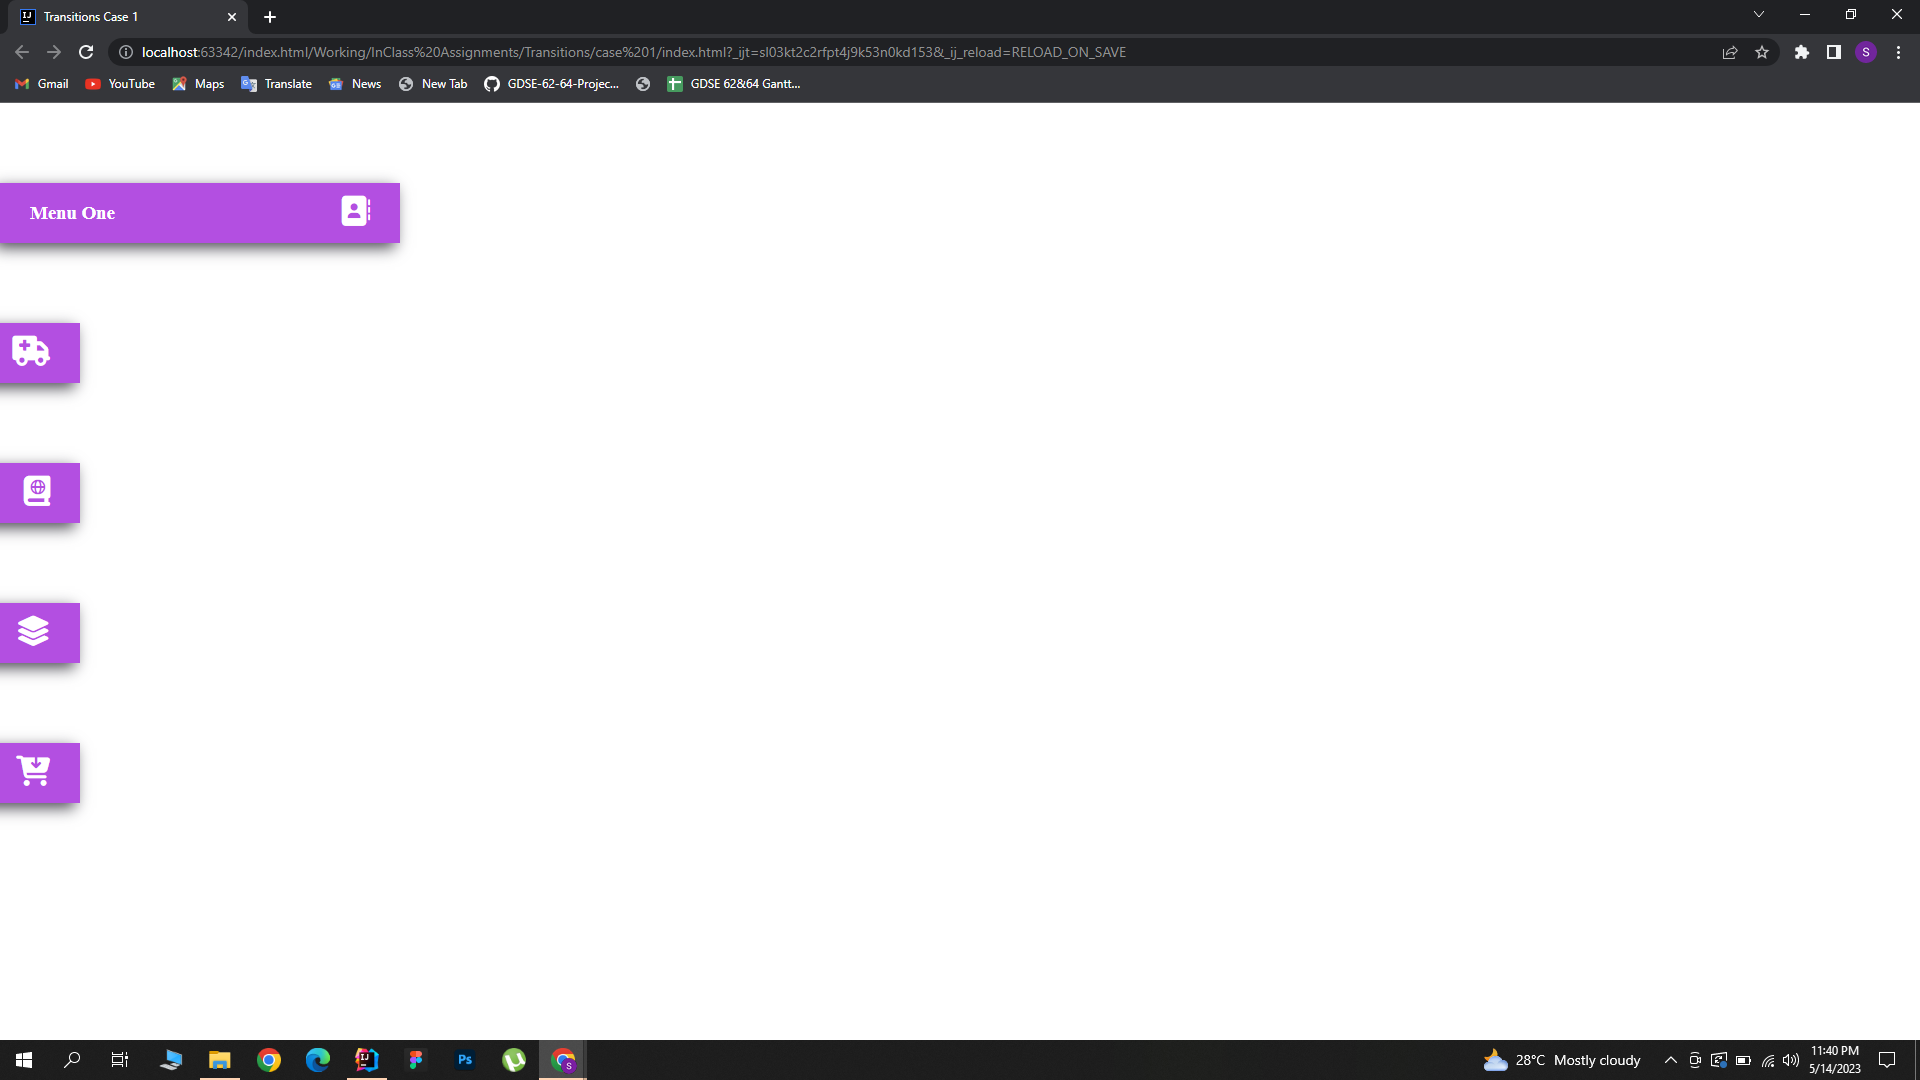 Transitions Case 1
localhost:63342/index.html/Working/InClass%20Assignments/Transitions/case%201/index.html?_ijt=sl03kt2c2rfpt4j9k53n0kd153&_ij_reload=RELOAD_ON_SAVE
S
Gmail YouTube Maps Translate News New Tab GDSE-62-64-Projec... GDSE 62&64 Gantt...
Menu One
28°C Mostly cloudy
11:40 PM
5/14/2023